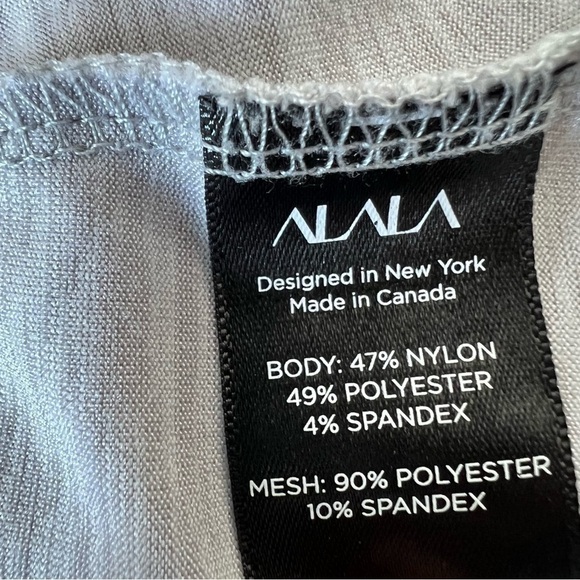 ALALA
Designed in New York
Made in Canada
BODY: 47% NYLON
49% POLYESTER
4% SPANDEX
MESH: 90% POLYESTER
10% SPANDEX